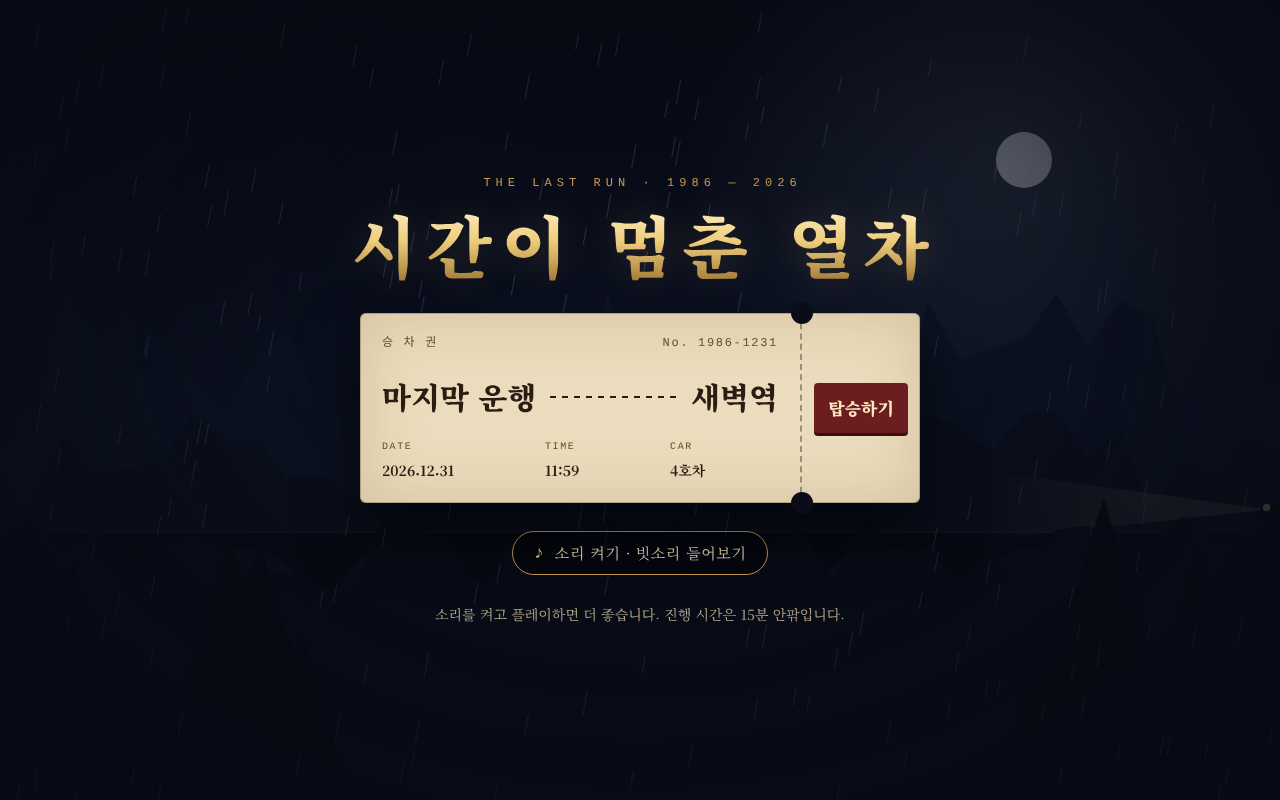 THE LAST RUN · 1986 — 2026
시간이 멈춘 열차
승 차 권
No. 1986-1231
마지막 운행 새벽역
탑승하기
DATE TIME CAR
2026.12.31 11:59 4호차
♪ 소리 켜기 · 빗소리 들어보기
소리를 켜고 플레이하면 더 좋습니다. 진행 시간은 15분 안팎입니다.